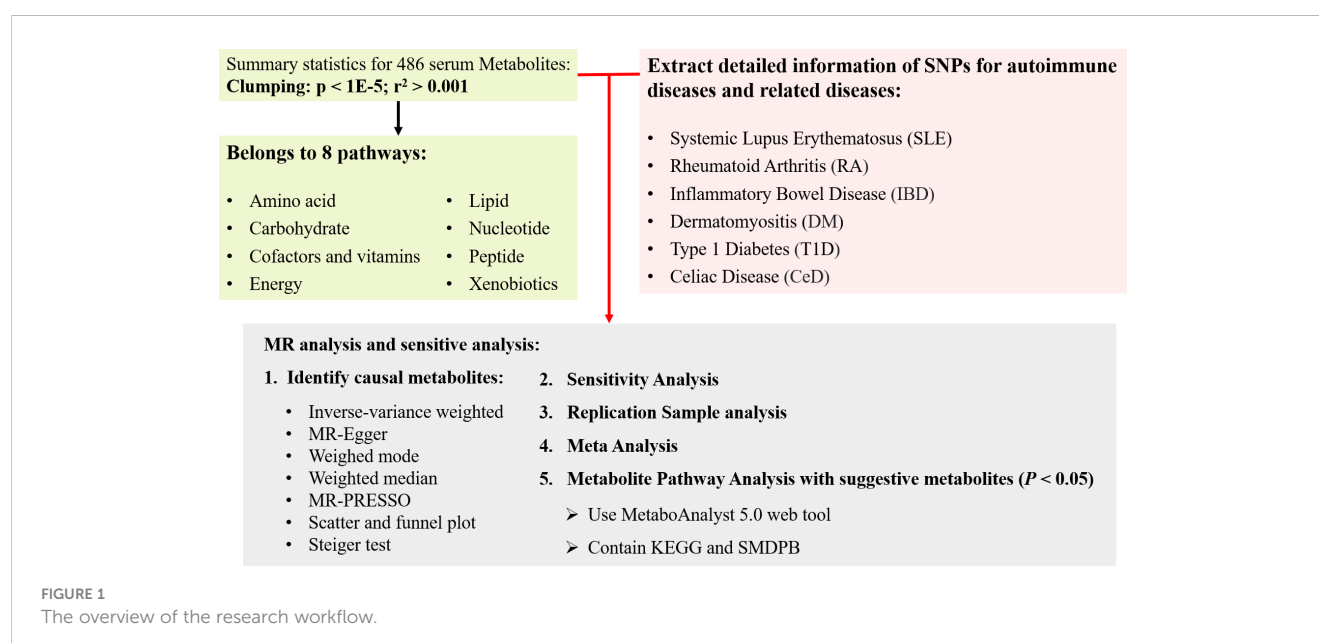 Summary statistics for 486 serum Metabolites:
Clumping: p < 1E-5; r² > 0.001
Belongs to 8 pathways:
• Amino acid
• Carbohydrate
• Cofactors and vitamins
• Energy
• Lipid
• Nucleotide
• Peptide
• Xenobiotics
Extract detailed information of SNPs for autoimmune
diseases and related diseases:
• Systemic Lupus Erythematosus (SLE)
• Rheumatoid Arthritis (RA)
• Inflammatory Bowel Disease (IBD)
• Dermatomyositis (DM)
• Type 1 Diabetes (T1D)
• Celiac Disease (CeD)
MR analysis and sensitive analysis:
1. Identify causal metabolites:
• Inverse-variance weighted
• MR-Egger
• Weighed mode
• Weighted median
• MR-PRESSO
• Scatter and funnel plot
• Steiger test
2. Sensitivity Analysis
3. Replication Sample analysis
4. Meta Analysis
5. Metabolite Pathway Analysis with suggestive metabolites (P < 0.05)
➢ Use MetaboAnalyst 5.0 web tool
➢ Contain KEGG and SMDPB
FIGURE 1
The overview of the research workflow.